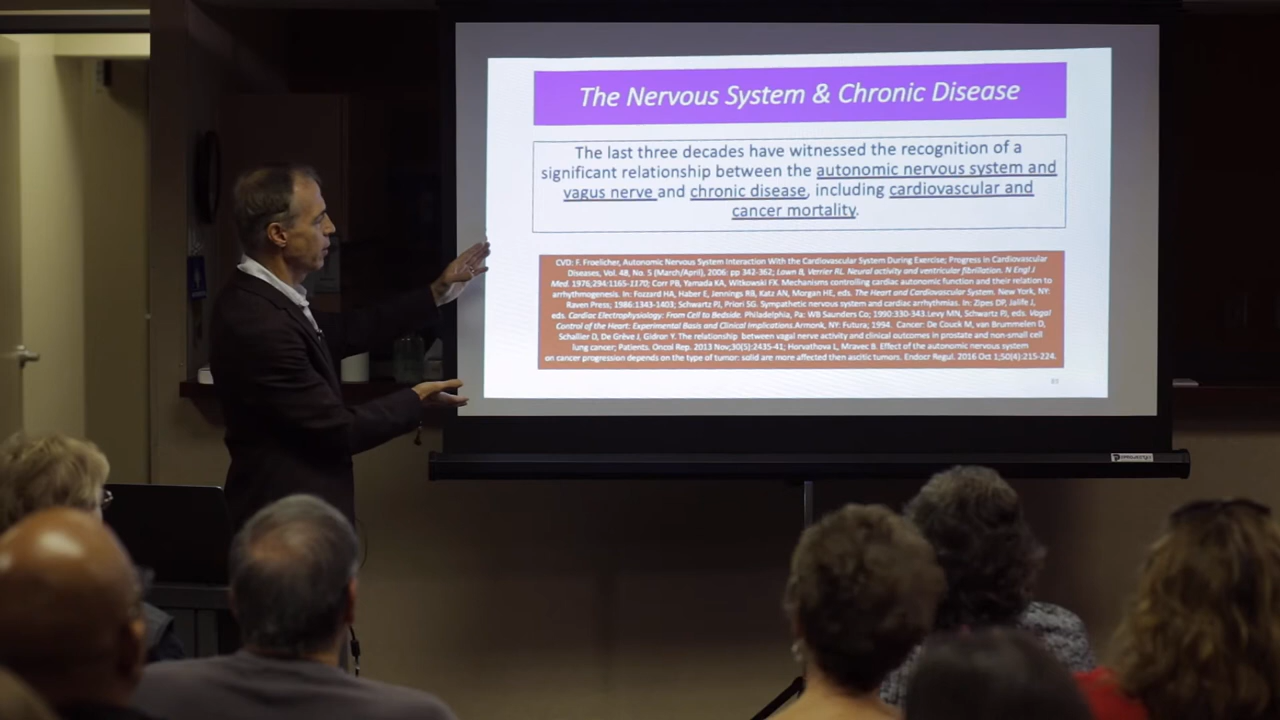 The Nervous System & Chronic Disease
The last three decades have witnessed the recognition of a
significant relationship between the autonomic nervous system and
vagus nerve and chronic disease, including cardiovascular and
cancer mortality.
CVD: F. Froelicher, Autonomic Nervous System Interaction With the Cardiovascular System During Exercise; Progress in Cardiovascular
Diseases, Vol. 48, No. 5 (March/April), 2006: pp 342-362; Lown B, Verrier RL. Neural activity and ventricular fibrillation. N Engl J
Med. 1976;294:1165-1170; Corr PB, Yamada KA, Witkowski FX. Mechanisms controlling cardiac autonomic function and their relation to
arrhythmogenesis. In: Fozzard HA, Haber E, Jennings RB, Katz AN, Morgan HE, eds. The Heart and Cardiovascular System. New York, NY:
Raven Press; 1986:1343-1403; Schwartz PJ, Priori SG. Sympathetic nervous system and cardiac arrhythmias. In: Zipes DP, Jalife J,
eds. Cardiac Electrophysiology: From Cell to Bedside. Philadelphia, Pa: WB Saunders Co; 1990:330-343.Levy MN, Schwartz PJ, eds. Vagal
Control of the Heart: Experimental Basis and Clinical Implications.Armonk, NY: Futura; 1994. Cancer: De Couck M, van Brummelen D,
Schallier D, De Grève J, Gidron Y. The relationship between vagal nerve activity and clinical outcomes in prostate and non-small cell
lung cancer; Patients. Oncol Rep. 2013 Nov;30(5):2435-41; Horvathova L, Mravec B. Effect of the autonomic nervous system
on cancer progression depends on the type of tumor: solid are more affected then ascitic tumors. Endocr Regul. 2016 Oct 1;50(4):215-224.